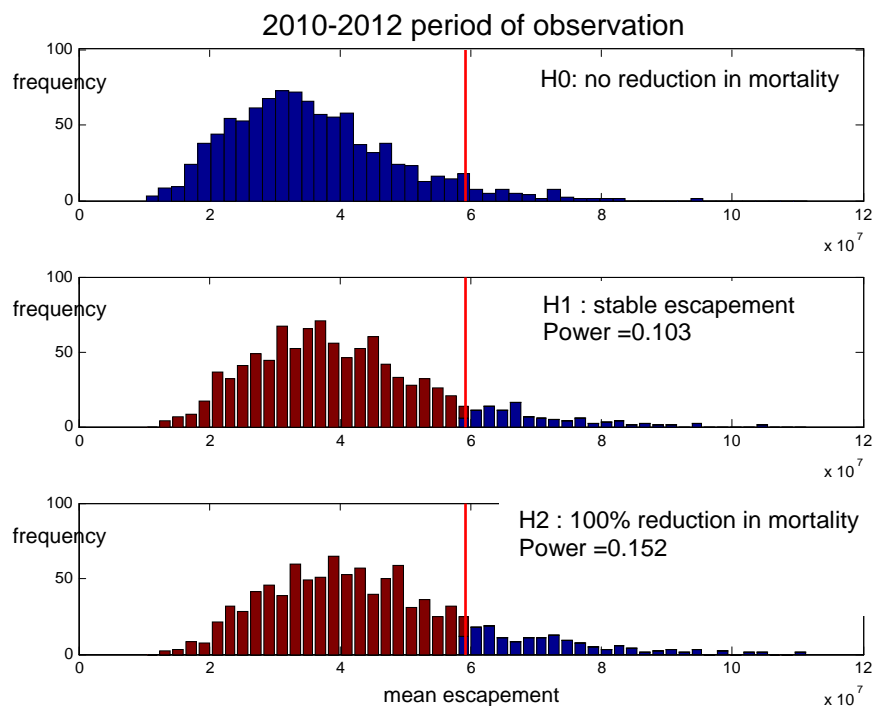 2010-2012 period of observation
100
frequency
H0: no reduction in mortality
50
0
0 2 4 6 8 10 12
x 10^7
100
frequency
H1 : stable escapement
Power =0.103
50
0
0 2 4 6 8 10 12
x 10^7
100
H2 : 100% reduction in mortality
frequency
Power =0.152
50
0
0 2 4 6 8 10 12
mean escapement
x 10^7